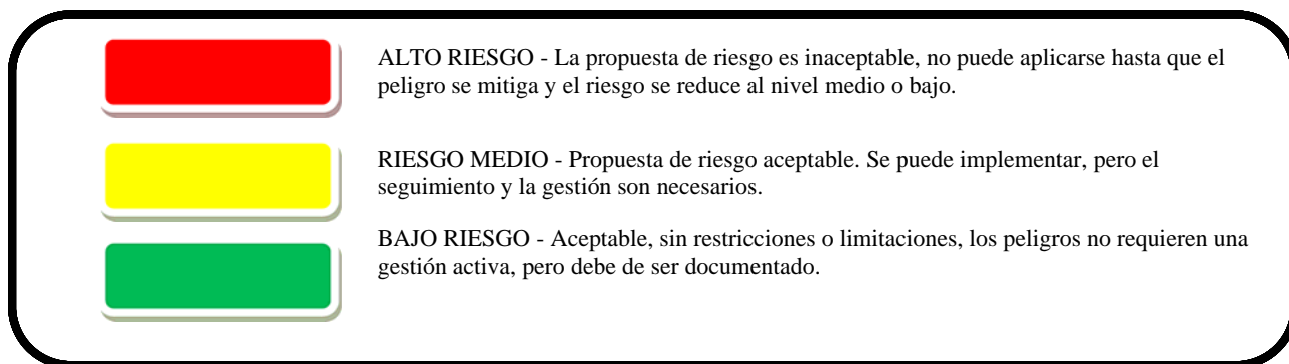 ALTO RIESGO - La propuesta de riesgo es inaceptable, no puede aplicarse hasta que el
peligro se mitiga y el riesgo se reduce al nivel medio o bajo.
RIESGO MEDIO - Propuesta de riesgo aceptable. Se puede implementar, pero el
seguimiento y la gestión son necesarios.
BAJO RIESGO - Aceptable, sin restricciones o limitaciones, los peligros no requieren una
gestión activa, pero debe de ser documentado.